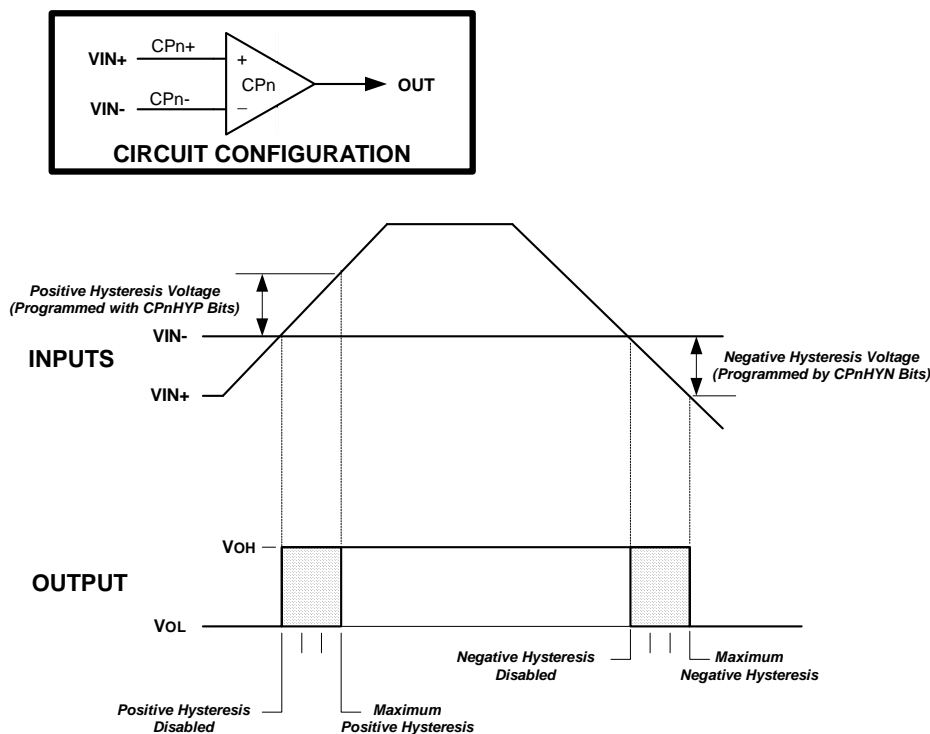 VIN+
CPn+
+
CPn
OUT
VIN-
CPn-
_
CIRCUIT CONFIGURATION
Positive Hysteresis Voltage
(Programmed with CPnHYP Bits)
VIN-
INPUTS
Negative Hysteresis Voltage
(Programmed by CPnHYN Bits)
VIN+
VOH
OUTPUT
VOL
Negative Hysteresis
Disabled
Maximum
Negative Hysteresis
Positive Hysteresis
Disabled
Maximum
Positive Hysteresis